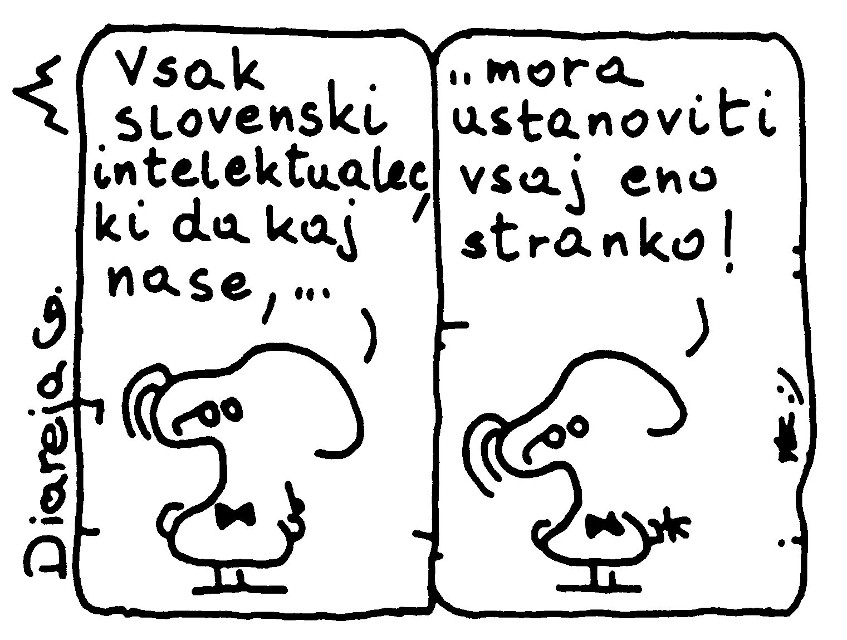 Vsak
slovenski
intelektualec,
ki da kaj
nase, ...
..mora
ustanoviti
vsaj eno
stranko!
Diareja